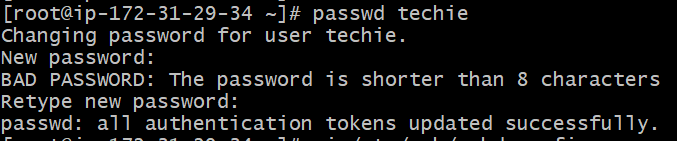 [root@ip-172-31-29-34 ~]# passwd techie
Changing password for user techie.
New password:
BAD PASSWORD: The password is shorter than 8 characters
Retype new password:
passwd: all authentication tokens updated successfully.